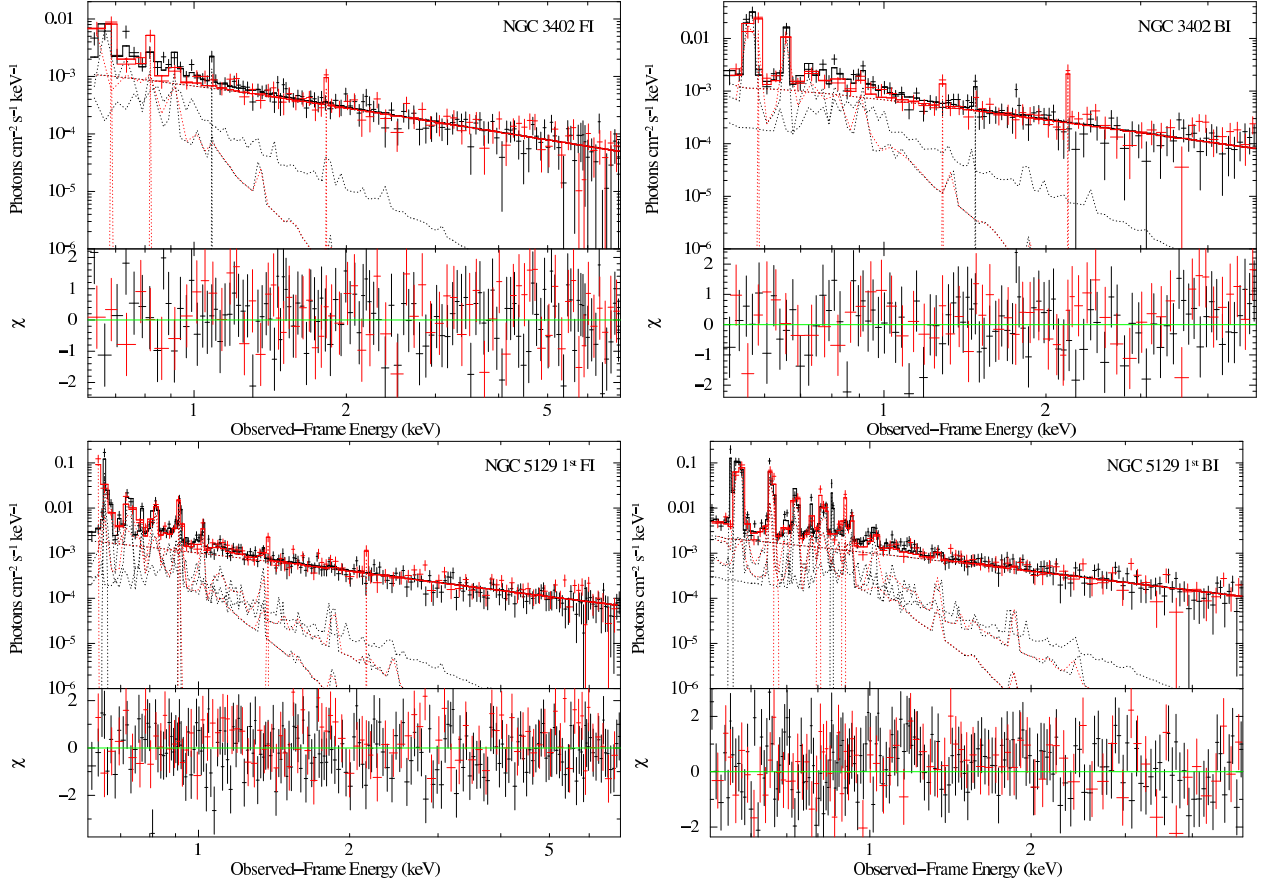 NGC 3402 FI
Photons cm⁻² s⁻¹ keV⁻¹
0.01
10⁻³
10⁻⁴
10⁻⁵
10⁻⁶
χ
2
1
0
−1
−2
1 2 5
Observed−Frame Energy (keV)
NGC 3402 BI
Photons cm⁻² s⁻¹ keV⁻¹
0.01
10⁻³
10⁻⁴
10⁻⁵
10⁻⁶
χ
2
1
0
−1
−2
1 2
Observed−Frame Energy (keV)
NGC 5129 1ˢᵗ FI
Photons cm⁻² s⁻¹ keV⁻¹
0.1
0.01
10⁻³
10⁻⁴
10⁻⁵
10⁻⁶
χ
2
0
−2
1 2 5
Observed−Frame Energy (keV)
NGC 5129 1ˢᵗ BI
Photons cm⁻² s⁻¹ keV⁻¹
0.1
0.01
10⁻³
10⁻⁴
10⁻⁵
10⁻⁶
χ
2
0
−2
1 2
Observed−Frame Energy (keV)